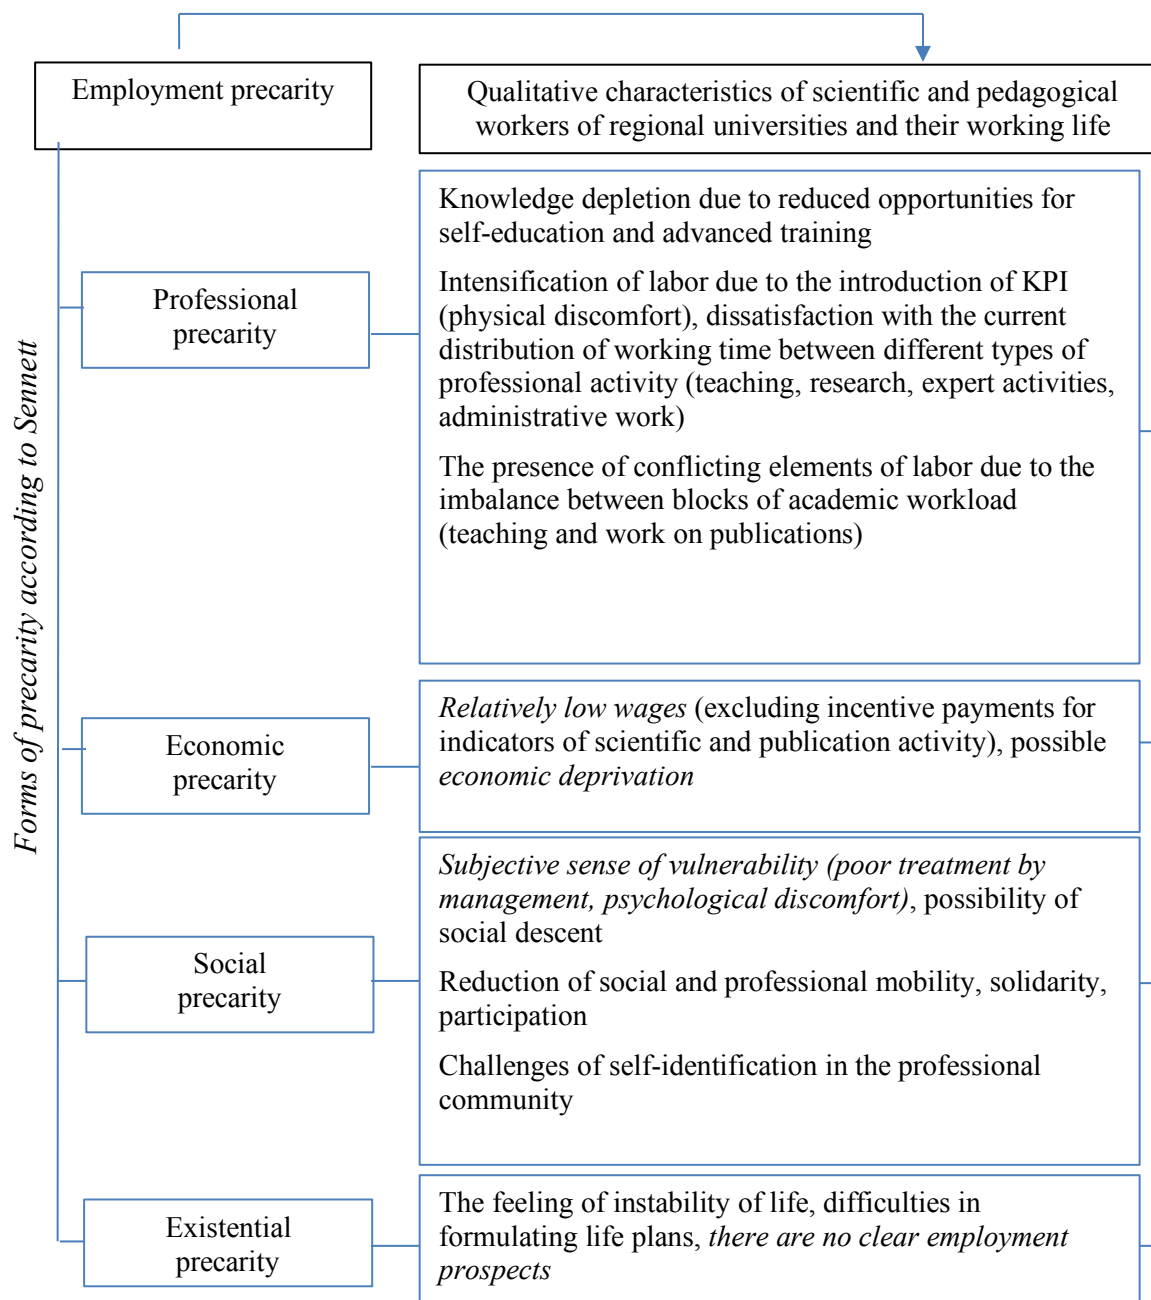 Employment precarity
Qualitative characteristics of scientific and pedagogical
workers of regional universities and their working life
Forms of precarity according to Sennett
Professional
precarity
Knowledge depletion due to reduced opportunities for
self-education and advanced training
Intensification of labor due to the introduction of KPI
(physical discomfort), dissatisfaction with the current
distribution of working time between different types of
professional activity (teaching, research, expert activities,
administrative work)
The presence of conflicting elements of labor due to the
imbalance between blocks of academic workload
(teaching and work on publications)
Economic
precarity
Relatively low wages (excluding incentive payments for
indicators of scientific and publication activity), possible
economic deprivation
Social
precarity
Subjective sense of vulnerability (poor treatment by
management, psychological discomfort), possibility of
social descent
Reduction of social and professional mobility, solidarity,
participation
Challenges of self-identification in the professional
community
Existential
precarity
The feeling of instability of life, difficulties in
formulating life plans, there are no clear employment
prospects